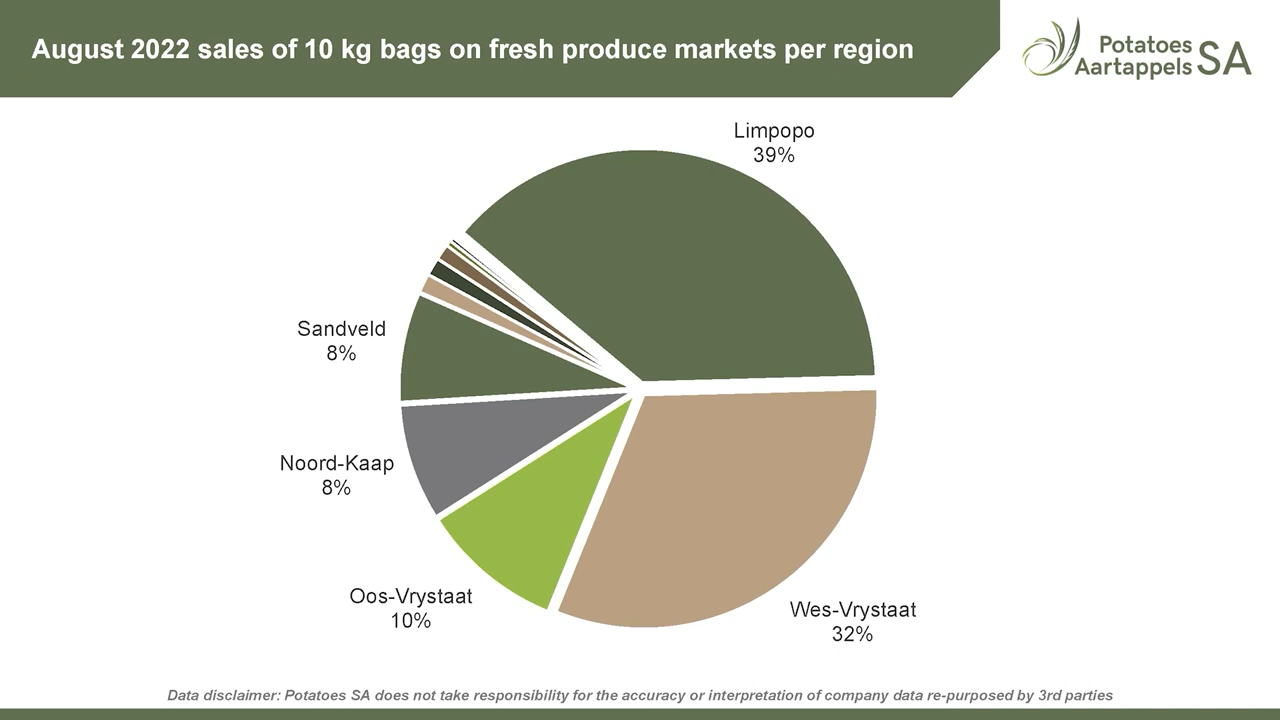 August 2022 sales of 10 kg bags on fresh produce markets per region
Potatoes
Aartappels SA
Limpopo
39%
Sandveld
8%
Noord-Kaap
8%
Oos-Vrystaat
10%
Wes-Vrystaat
32%
Data disclaimer: Potatoes SA does not take responsibility for the accuracy or interpretation of company data re-purposed by 3rd parties